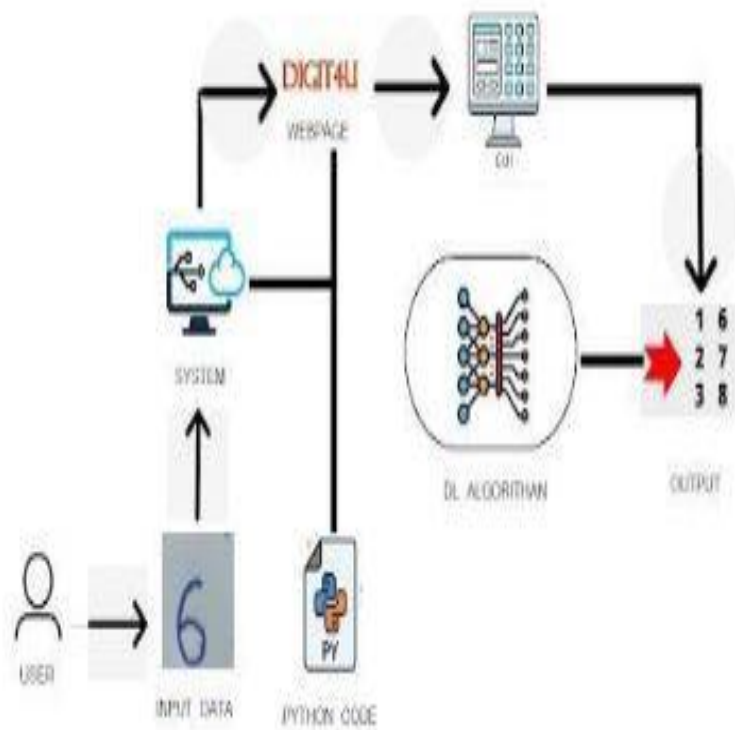 DIGIT4U
WEBPAGE
SYSTEM
DL ALGORITHAN
1 6
2 7
3 8
OUTPUT
USER
6
INPUT DATA
PY
PYTHON CODE